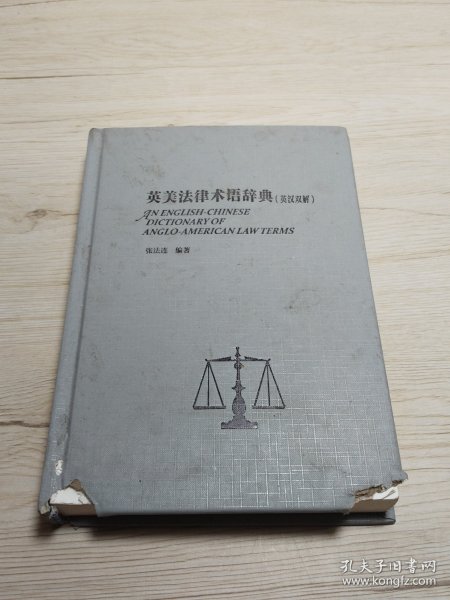 英美法律术语辞典(英汉双解)
AN ENGLISH-CHINESE
DICTIONARY OF
ANGLO-AMERICAN LAW TERMS
张法连 编著
孔夫子旧书网
www.kongfz.com